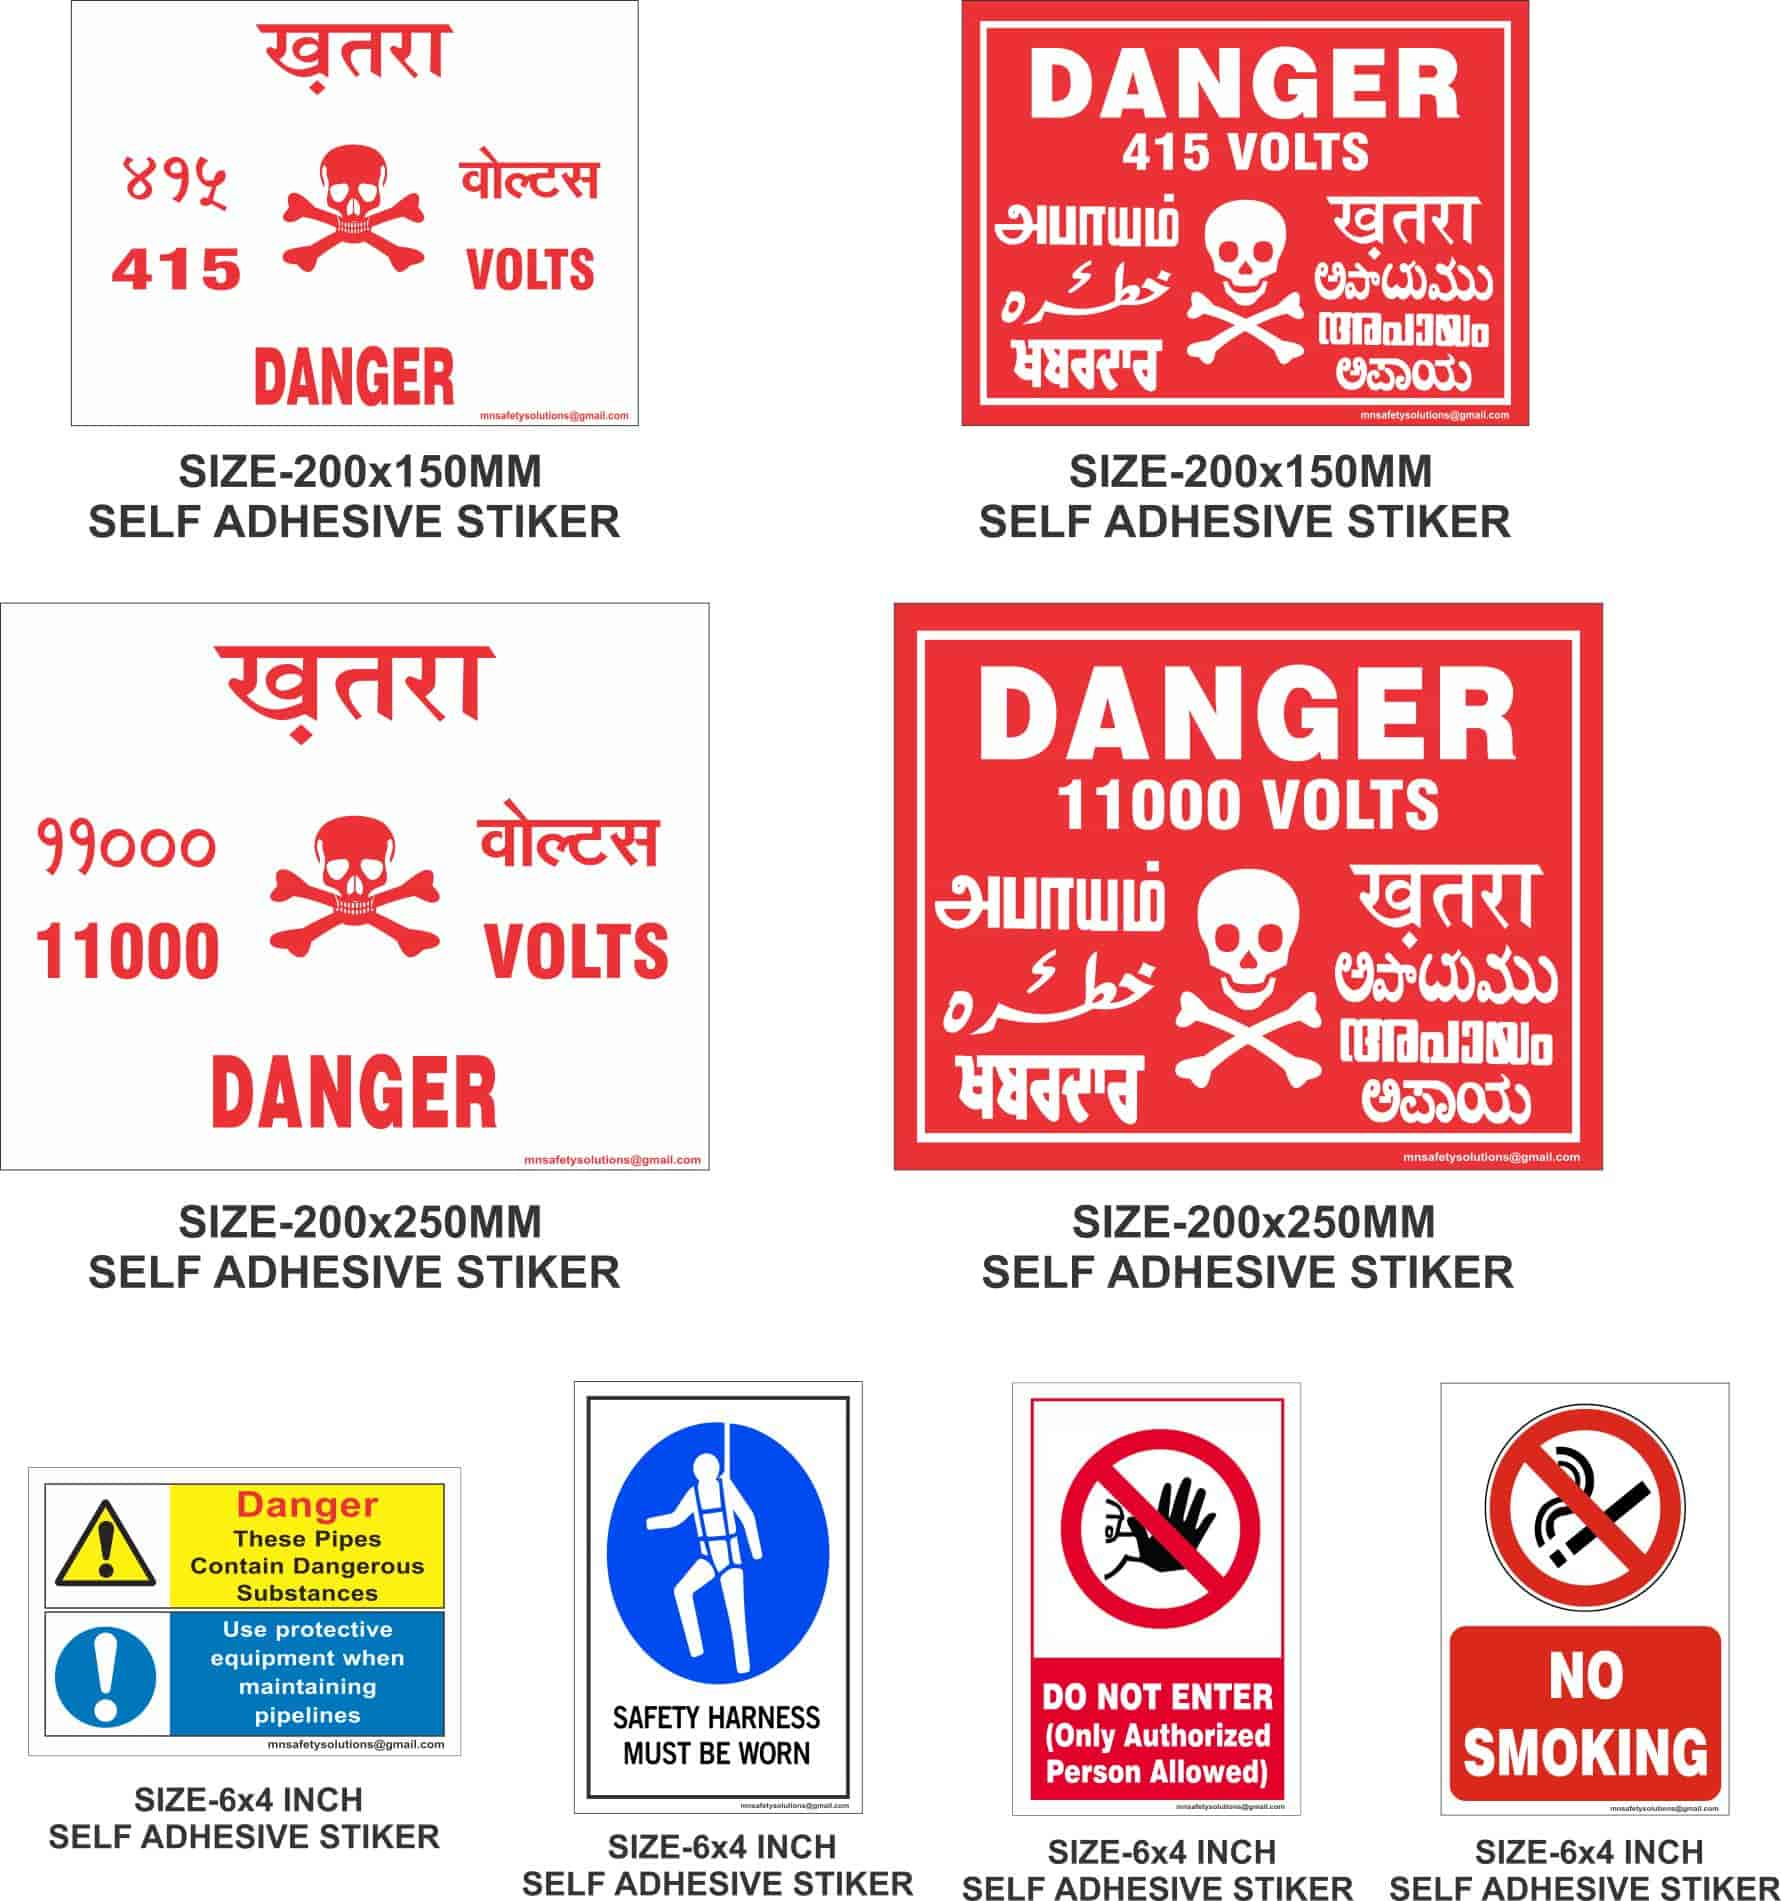 ख़तरा
४१५ वोल्टस
415 VOLTS
DANGER
mnsafetysolutions@gmail.com
SIZE-200x150MM
SELF ADHESIVE STIKER
DANGER
415 VOLTS
அபாயம்
خطرہ
ਖਬਰਦਾਰ
ख़तरा
అపాయము
അപായം
ಅಪಾಯ
mnsafetysolutions@gmail.com
SIZE-200x150MM
SELF ADHESIVE STIKER
ख़तरा
११००० वोल्टस
11000 VOLTS
DANGER
mnsafetysolutions@gmail.com
SIZE-200x250MM
SELF ADHESIVE STIKER
DANGER
11000 VOLTS
அபாயம்
خطرہ
ਖਬਰਦਾਰ
ख़तरा
అపాయము
അപായം
ಅಪಾಯ
mnsafetysolutions@gmail.com
SIZE-200x250MM
SELF ADHESIVE STIKER
Danger
These Pipes
Contain Dangerous
Substances
Use protective
equipment when
maintaining
pipelines
mnsafetysolutions@gmail.com
SIZE-6x4 INCH
SELF ADHESIVE STIKER
SAFETY HARNESS
MUST BE WORN
mnsafetysolutions@gmail.com
SIZE-6x4 INCH
SELF ADHESIVE STIKER
DO NOT ENTER
(Only Authorized
Person Allowed)
mnsafetysolutions@gmail.com
SIZE-6x4 INCH
SELF ADHESIVE STIKER
NO
SMOKING
mnsafetysolutions@gmail.com
SIZE-6x4 INCH
SELF ADHESIVE STIKER